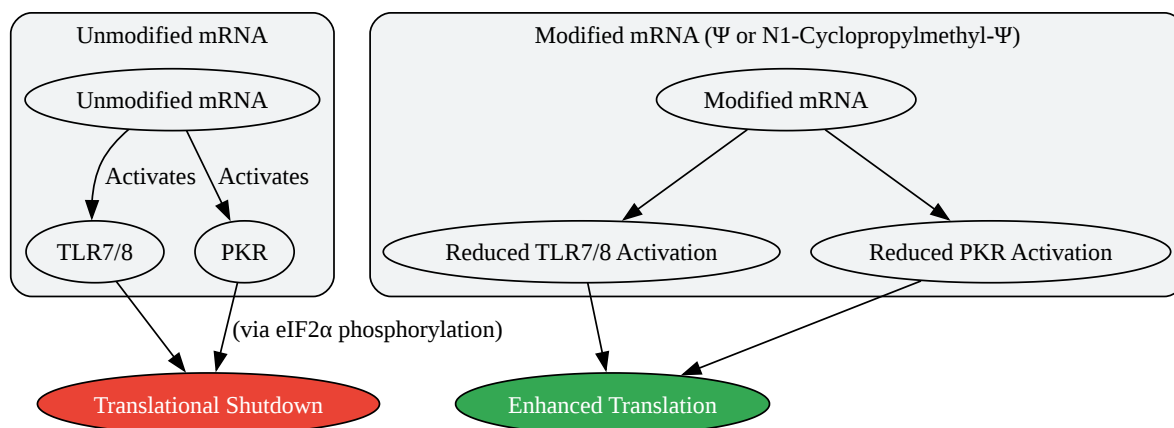 Unmodified mRNA
Unmodified mRNA
Activates
Activates
TLR7/8
PKR
(via eIF2α phosphorylation)
Translational Shutdown
Modified mRNA (Ψ or N1-Cyclopropylmethyl-Ψ)
Modified mRNA
Reduced TLR7/8 Activation
Reduced PKR Activation
Enhanced Translation